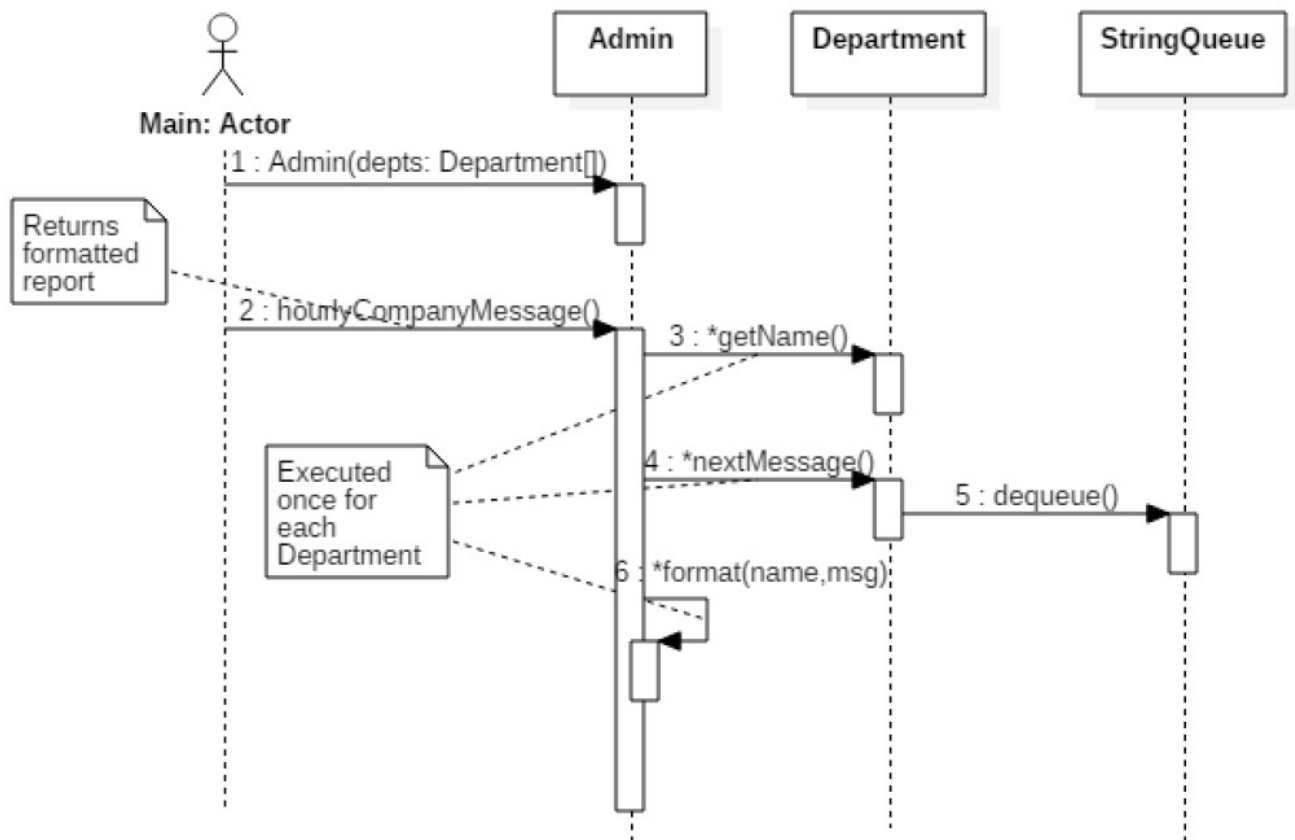 Admin
Department
StringQueue
Main: Actor
1 : Admin(depts: Department[])
Returns
formatted
report
2 : hourlyCompanyMessage()
3 : *getName()
Executed
once for
each
Department
4 : *nextMessage()
5 : dequeue()
6 : *format(name,msg)